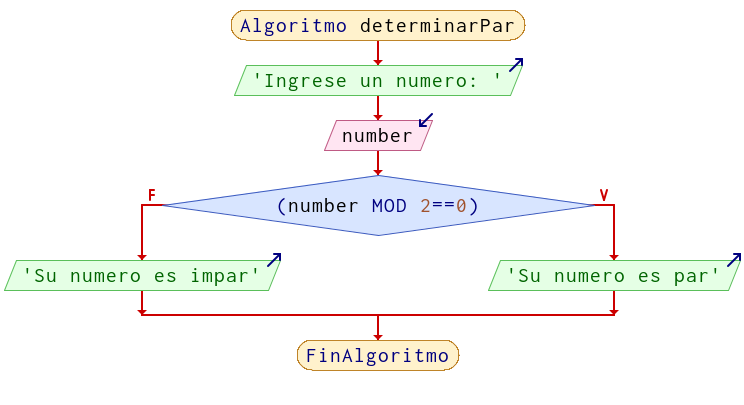 Algoritmo determinarPar
'Ingrese un numero: '
number
F
V
(number MOD 2==0)
'Su numero es impar'
'Su numero es par'
FinAlgoritmo